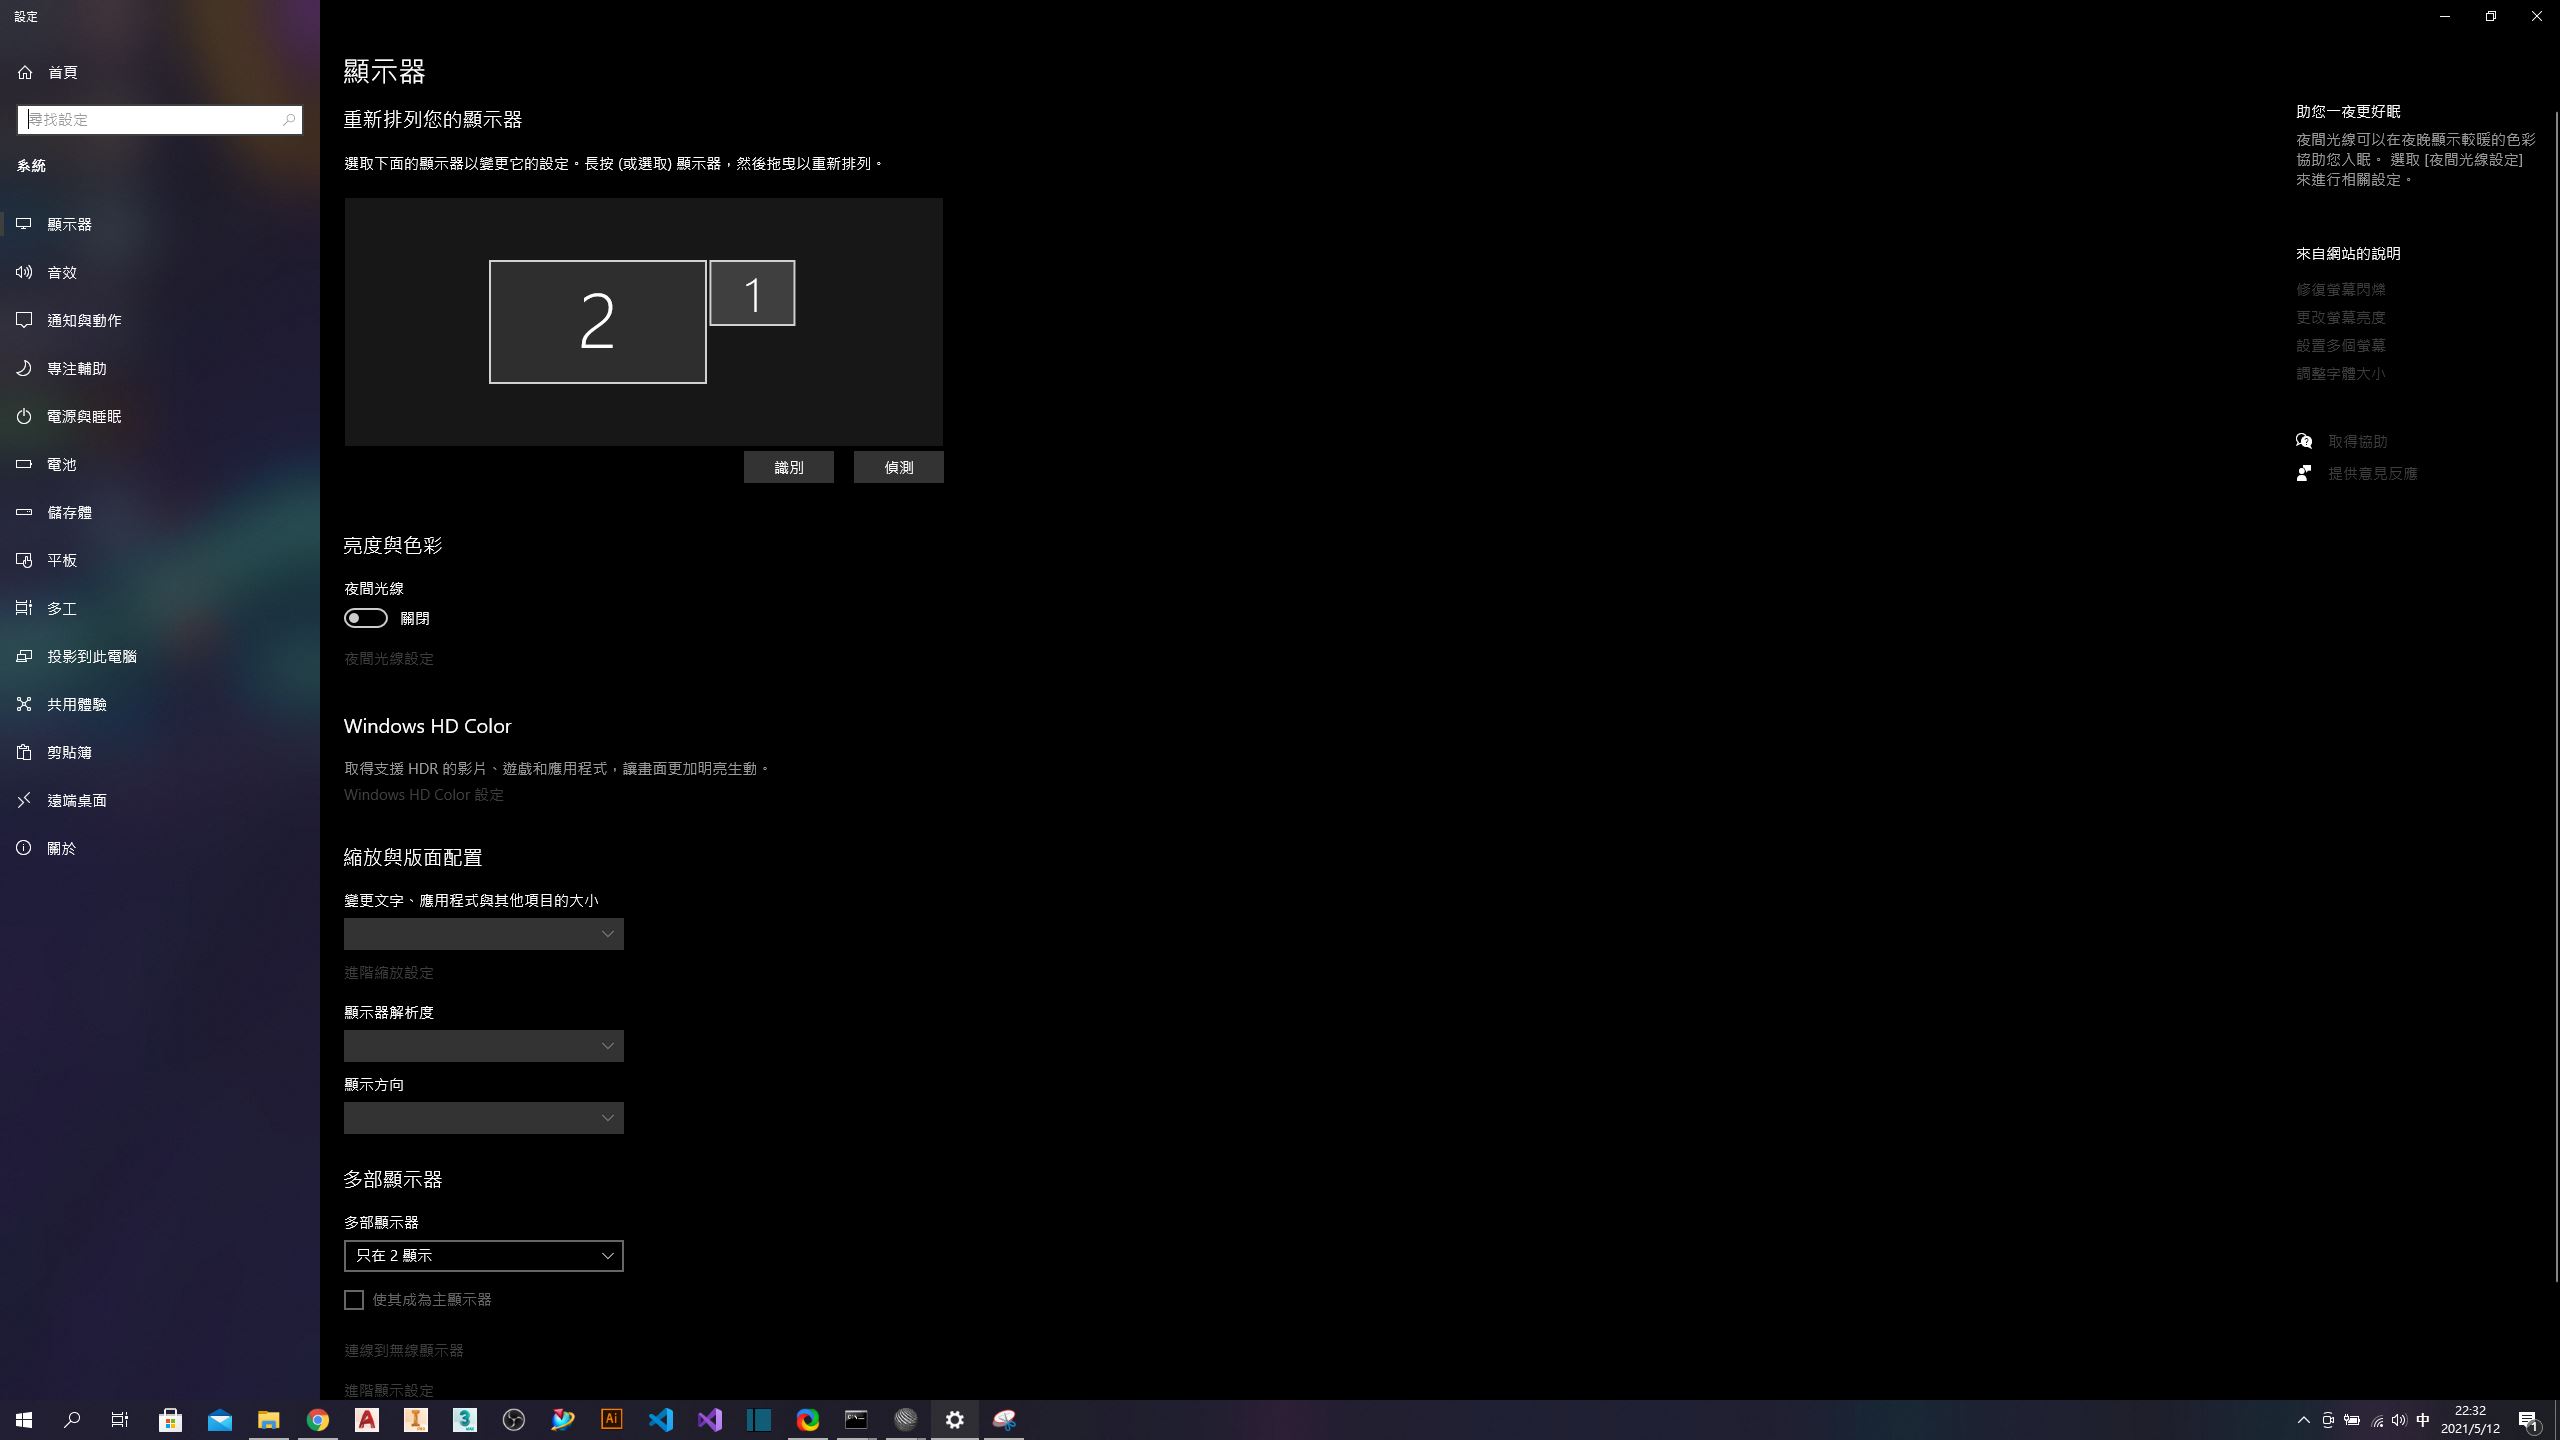 設定
首頁
尋找設定
系統
顯示器
音效
通知與動作
專注輔助
電源與睡眠
電池
儲存體
平板
多工
投影到此電腦
共用體驗
剪貼簿
遠端桌面
關於
顯示器
重新排列您的顯示器
選取下面的顯示器以變更它的設定。長按 (或選取) 顯示器，然後拖曳以重新排列。
2
1
識別
偵測
亮度與色彩
夜間光線
關閉
夜間光線設定
Windows HD Color
取得支援 HDR 的影片、遊戲和應用程式，讓畫面更加明亮生動。
Windows HD Color 設定
縮放與版面配置
變更文字、應用程式與其他項目的大小
進階縮放設定
顯示器解析度
顯示方向
多部顯示器
多部顯示器
只在 2 顯示
使其成為主顯示器
連線到無線顯示器
進階顯示設定
助您一夜更好眠
夜間光線可以在夜晚顯示較暖的色彩
協助您入眠。 選取 [夜間光線設定]
來進行相關設定。
來自網站的說明
修復螢幕閃爍
更改螢幕亮度
設置多個螢幕
調整字體大小
取得協助
提供意見反應
Ai
中
22:32
2021/5/12
1